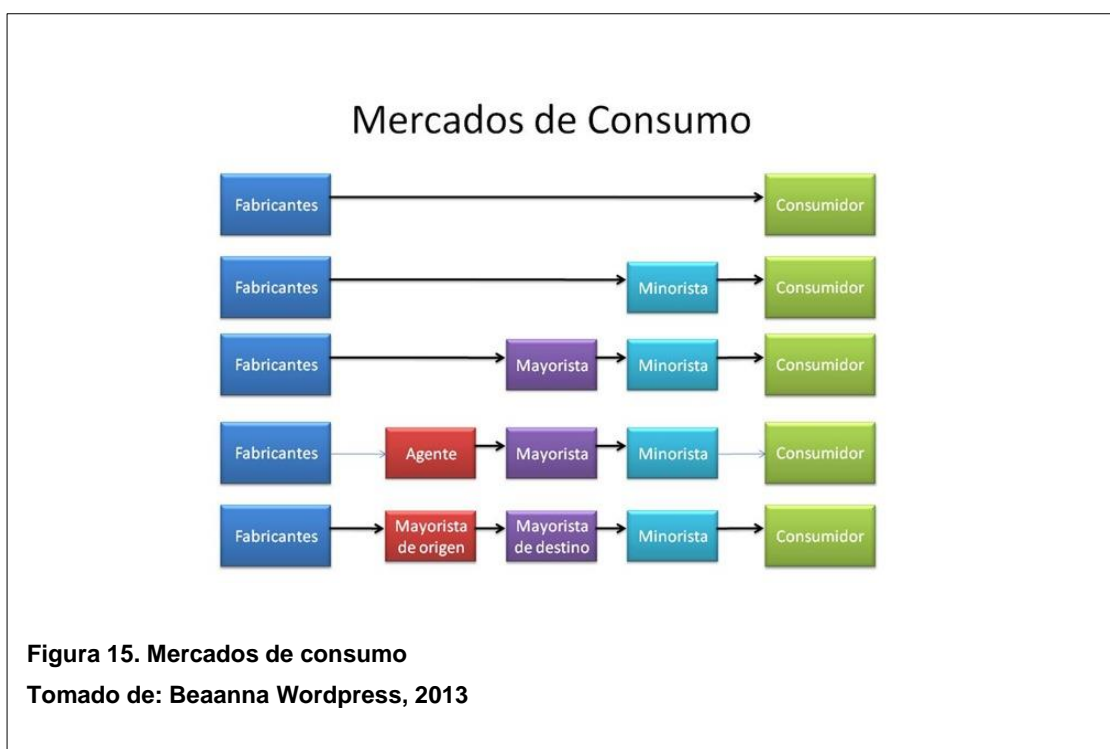 Mercados de Consumo
Fabricantes Consumidor
Fabricantes Minorista Consumidor
Fabricantes Mayorista Minorista Consumidor
Fabricantes Agente Mayorista Minorista Consumidor
Fabricantes Mayorista de origen Mayorista de destino Minorista Consumidor
Figura 15. Mercados de consumo
Tomado de: Beaanna Wordpress, 2013